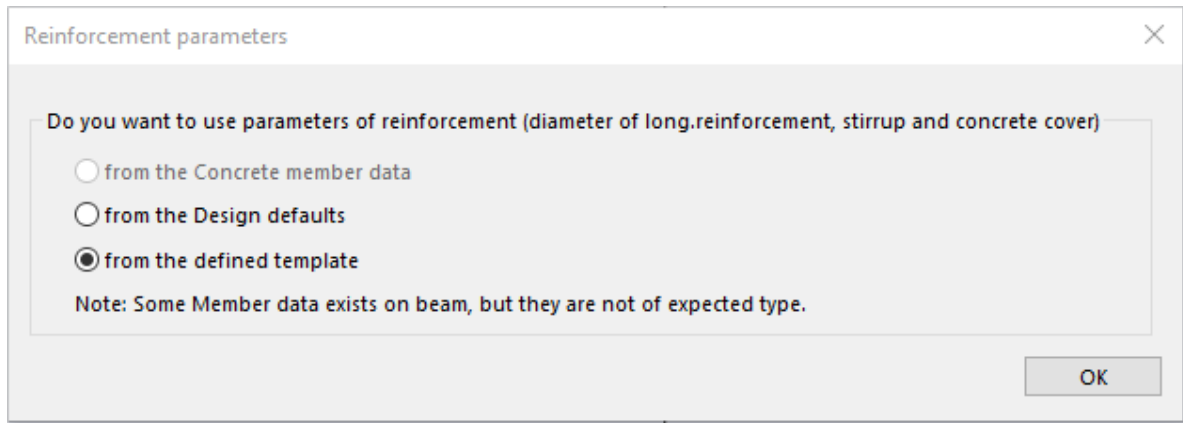 Reinforcement parameters
Do you want to use parameters of reinforcement (diameter of long.reinforcement, stirrup and concrete cover)
from the Concrete member data
from the Design defaults
from the defined template
Note: Some Member data exists on beam, but they are not of expected type.
OK